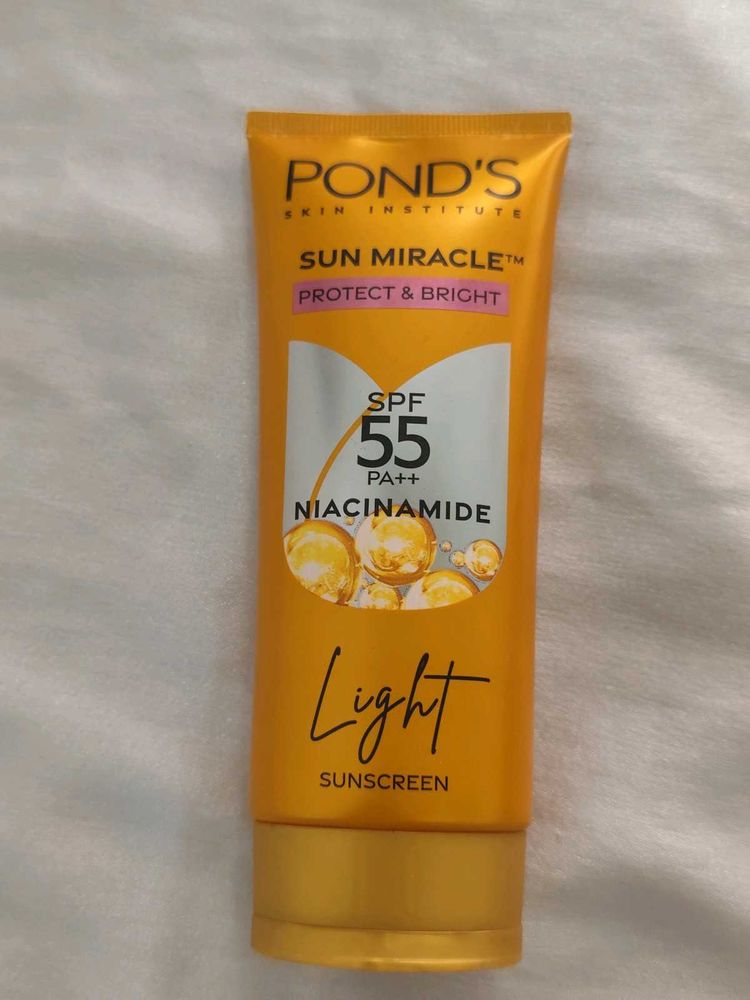 POND'S
SKIN INSTITUTE
SUN MIRACLE™
PROTECT & BRIGHT
SPF
55
PA++
NIACINAMIDE
Light
SUNSCREEN